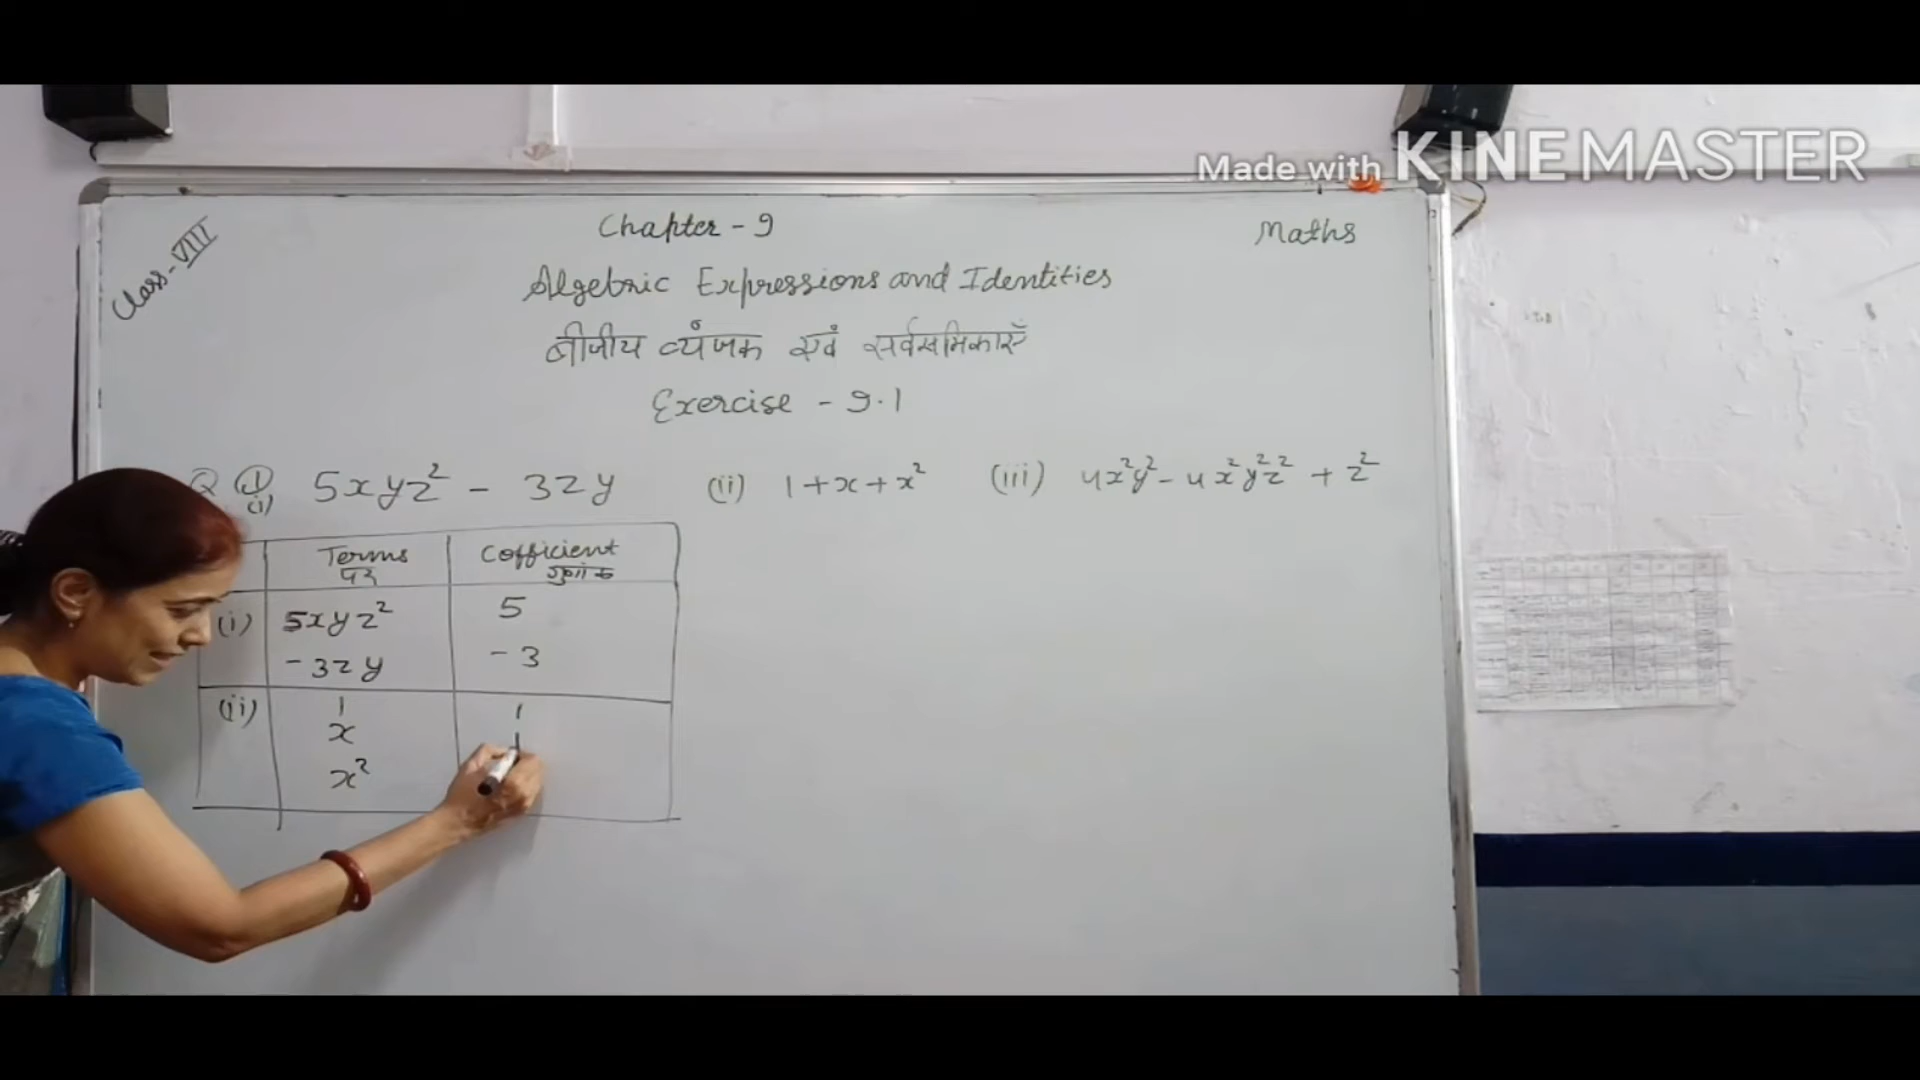 Made with KINEMASTER
Class-VIII
Chapter - 9
Maths
Algebric Expressions and Identities
बीजीय व्यंजक एवं सर्वसमिकाएँ
Exercise - 9.1
Q ① (i) 5xyz² - 3zy (ii) 1+x+x² (iii) 4x²y² - 4x²y²z² + z²
Terms Cofficient
पद गुणांक
(i) 5xyz² 5
-3zy -3
(ii) 1 1
x 1
x²